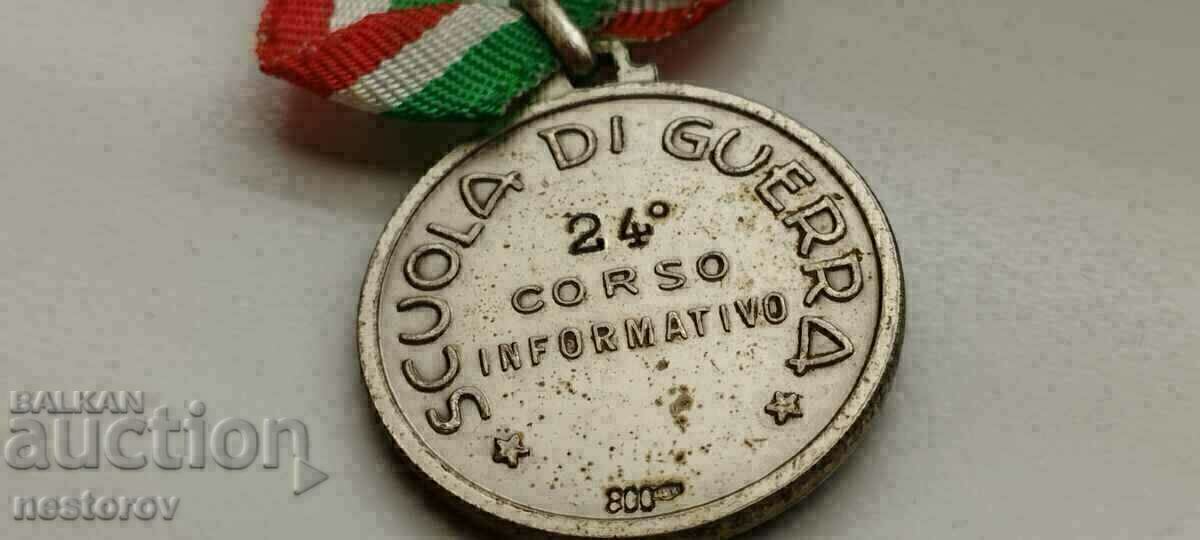 SCUOLA DI GUERRA
24°
CORSO
INFORMATIVO
800
BALKAN
auction
nestorov